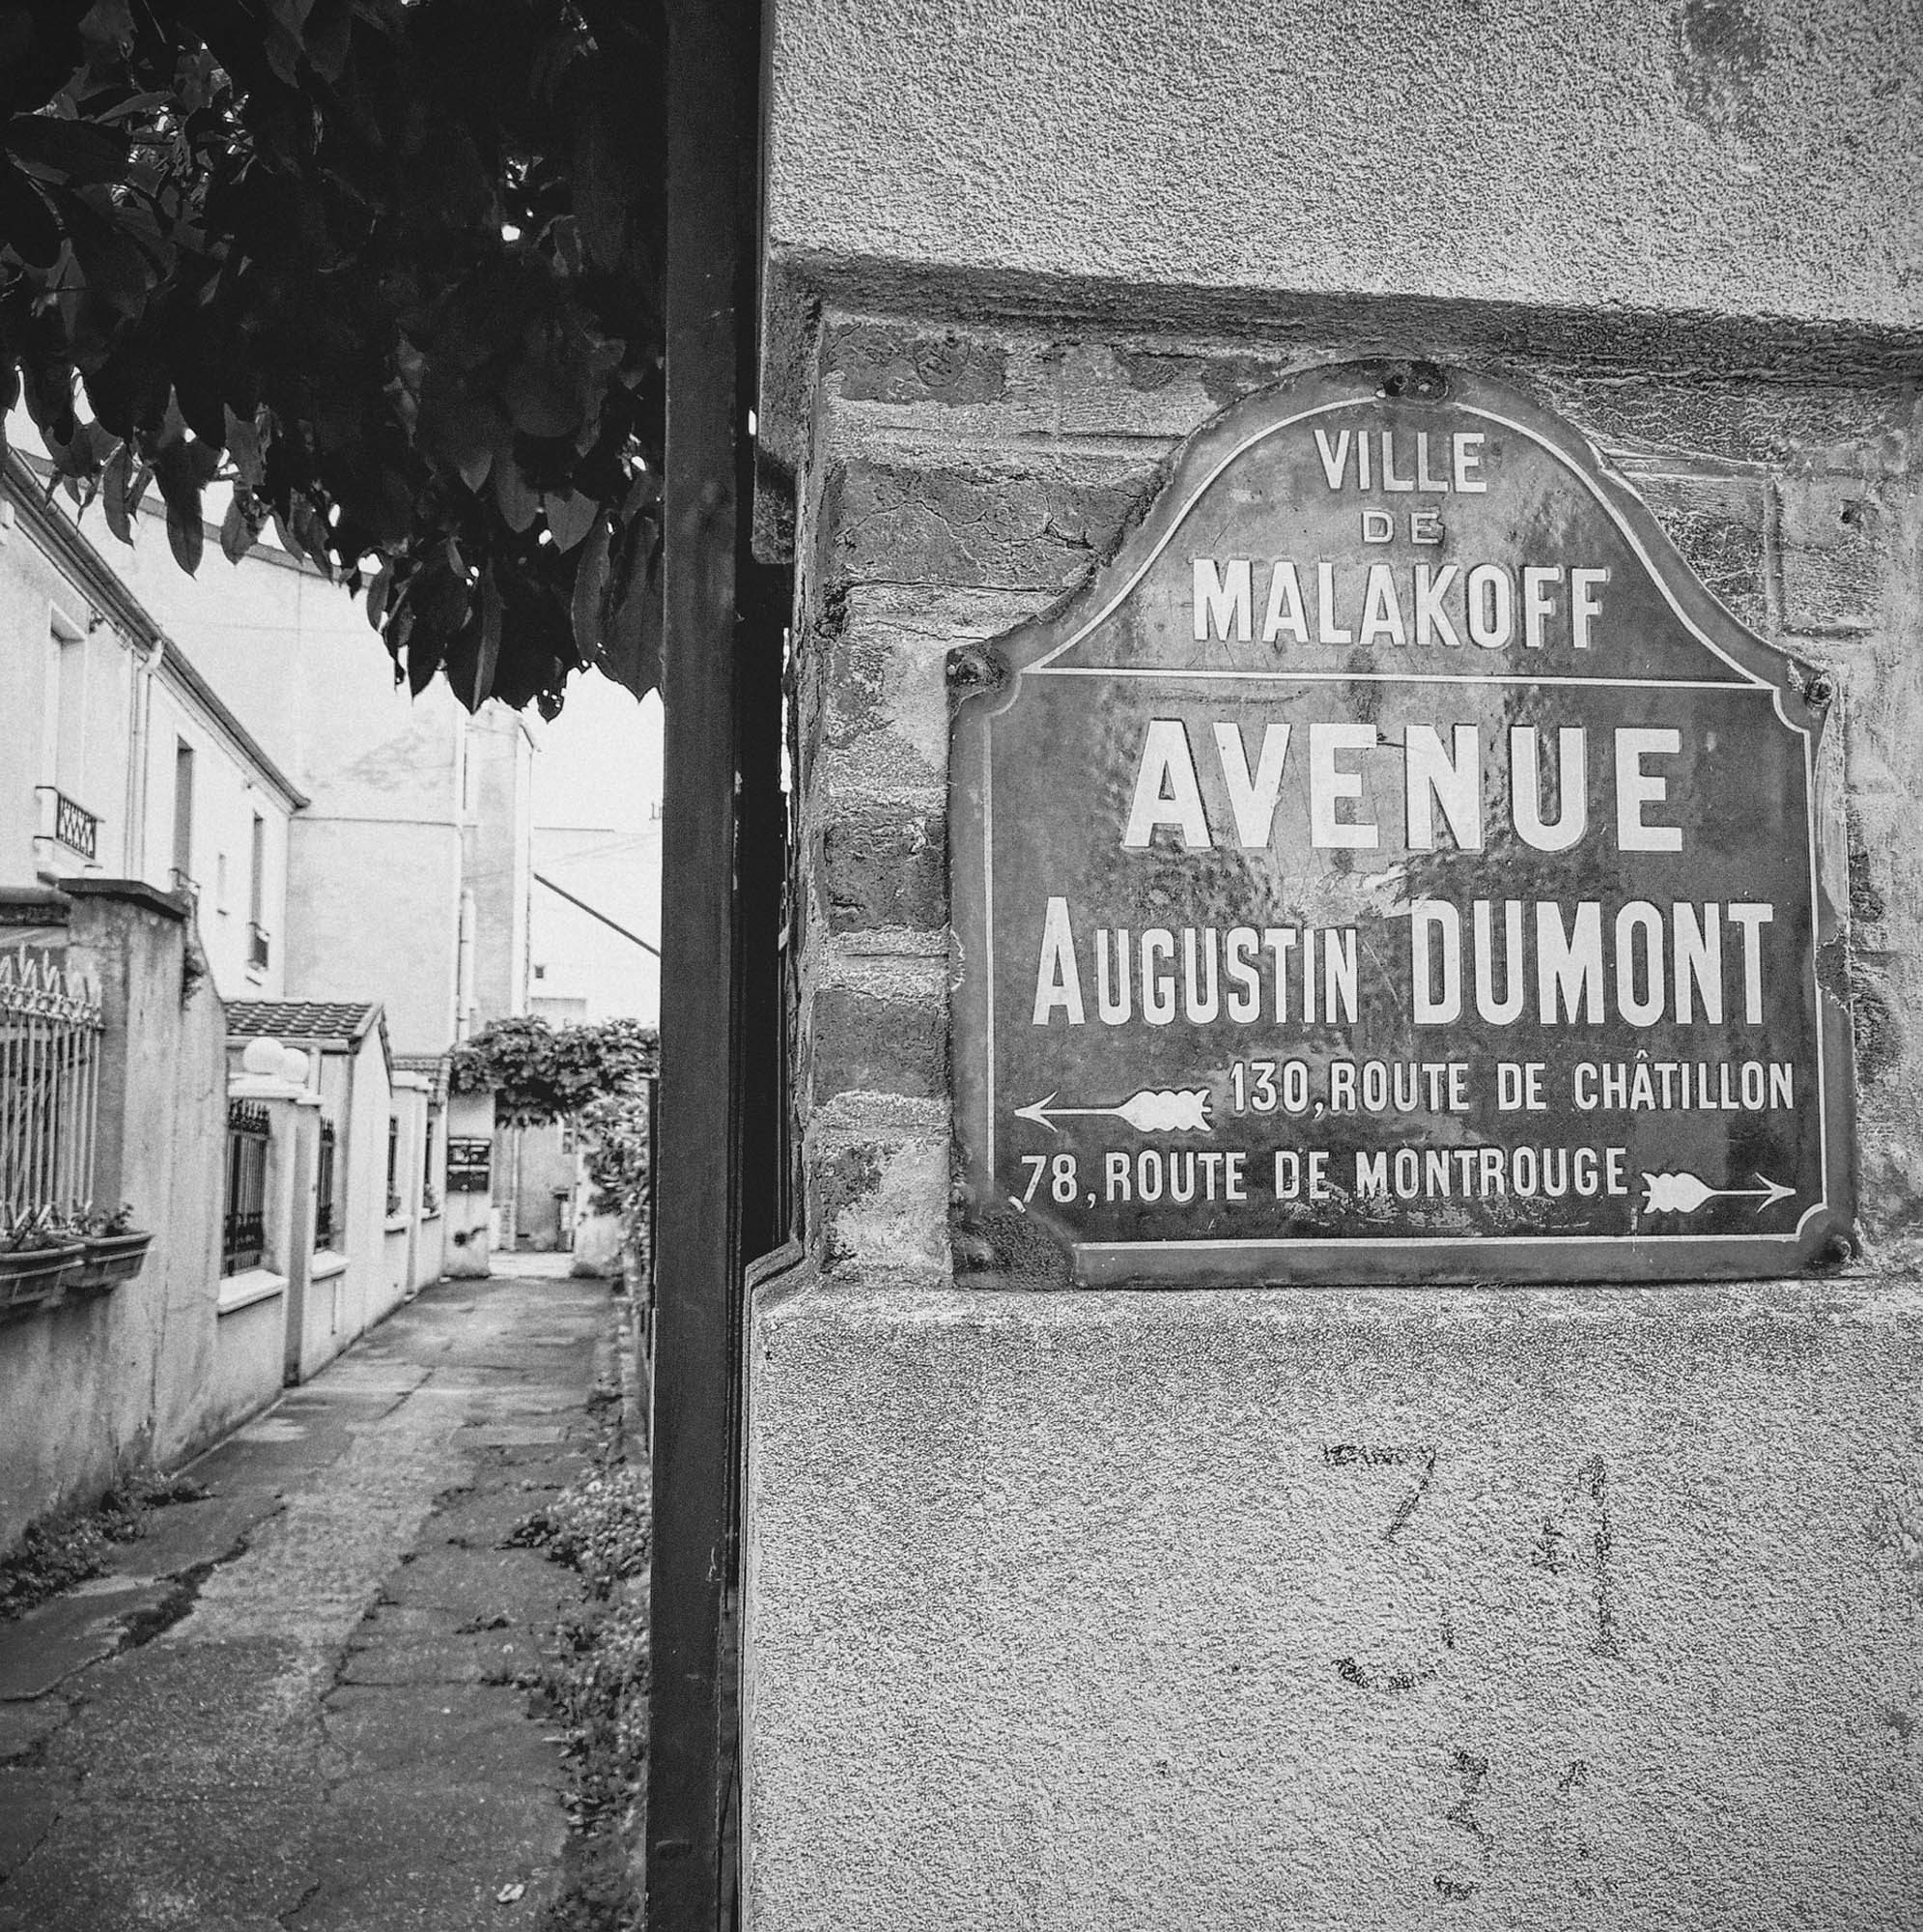 VILLE
DE
MALAKOFF
AVENUE
AUGUSTIN DUMONT
130, ROUTE DE CHÂTILLON
78, ROUTE DE MONTROUGE